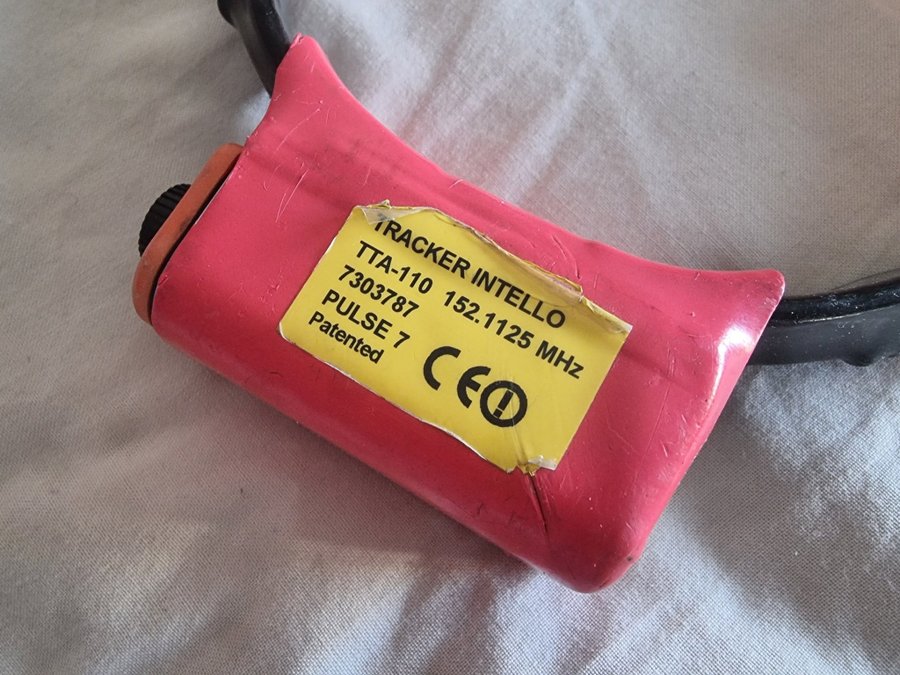 TRACKER INTELLO
TTA-110 152.1125 MHz
7303787
PULSE 7
Patented
CE